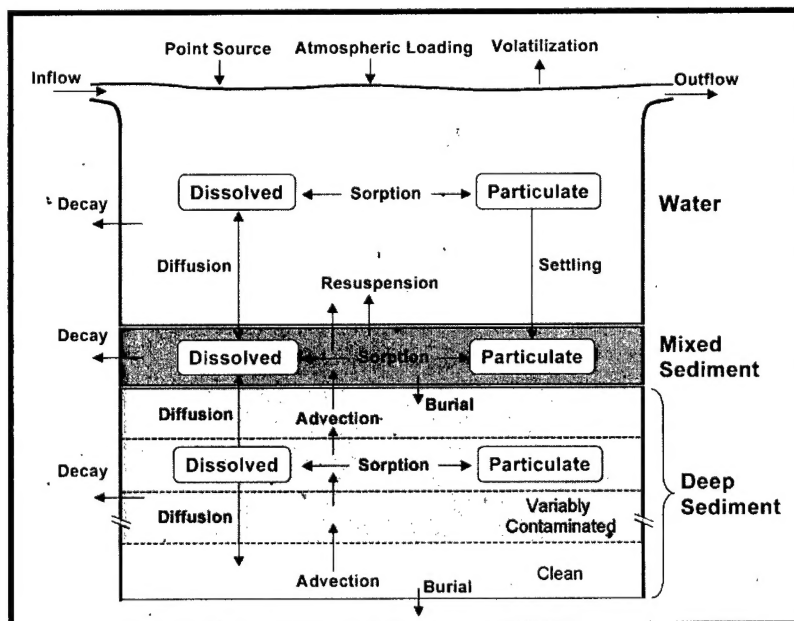 Point Source
Atmospheric Loading
Volatilization
Inflow
Outflow
Dissolved
Sorption
Particulate
Decay
Water
Diffusion
Settling
Resuspension
Decay
Dissolved
Sorption
Particulate
Mixed
Sediment
Diffusion
Advection
Burial
Decay
Dissolved
Sorption
Particulate
Deep
Sediment
Diffusion
Variably
Contaminated
Advection
Burial
Clean